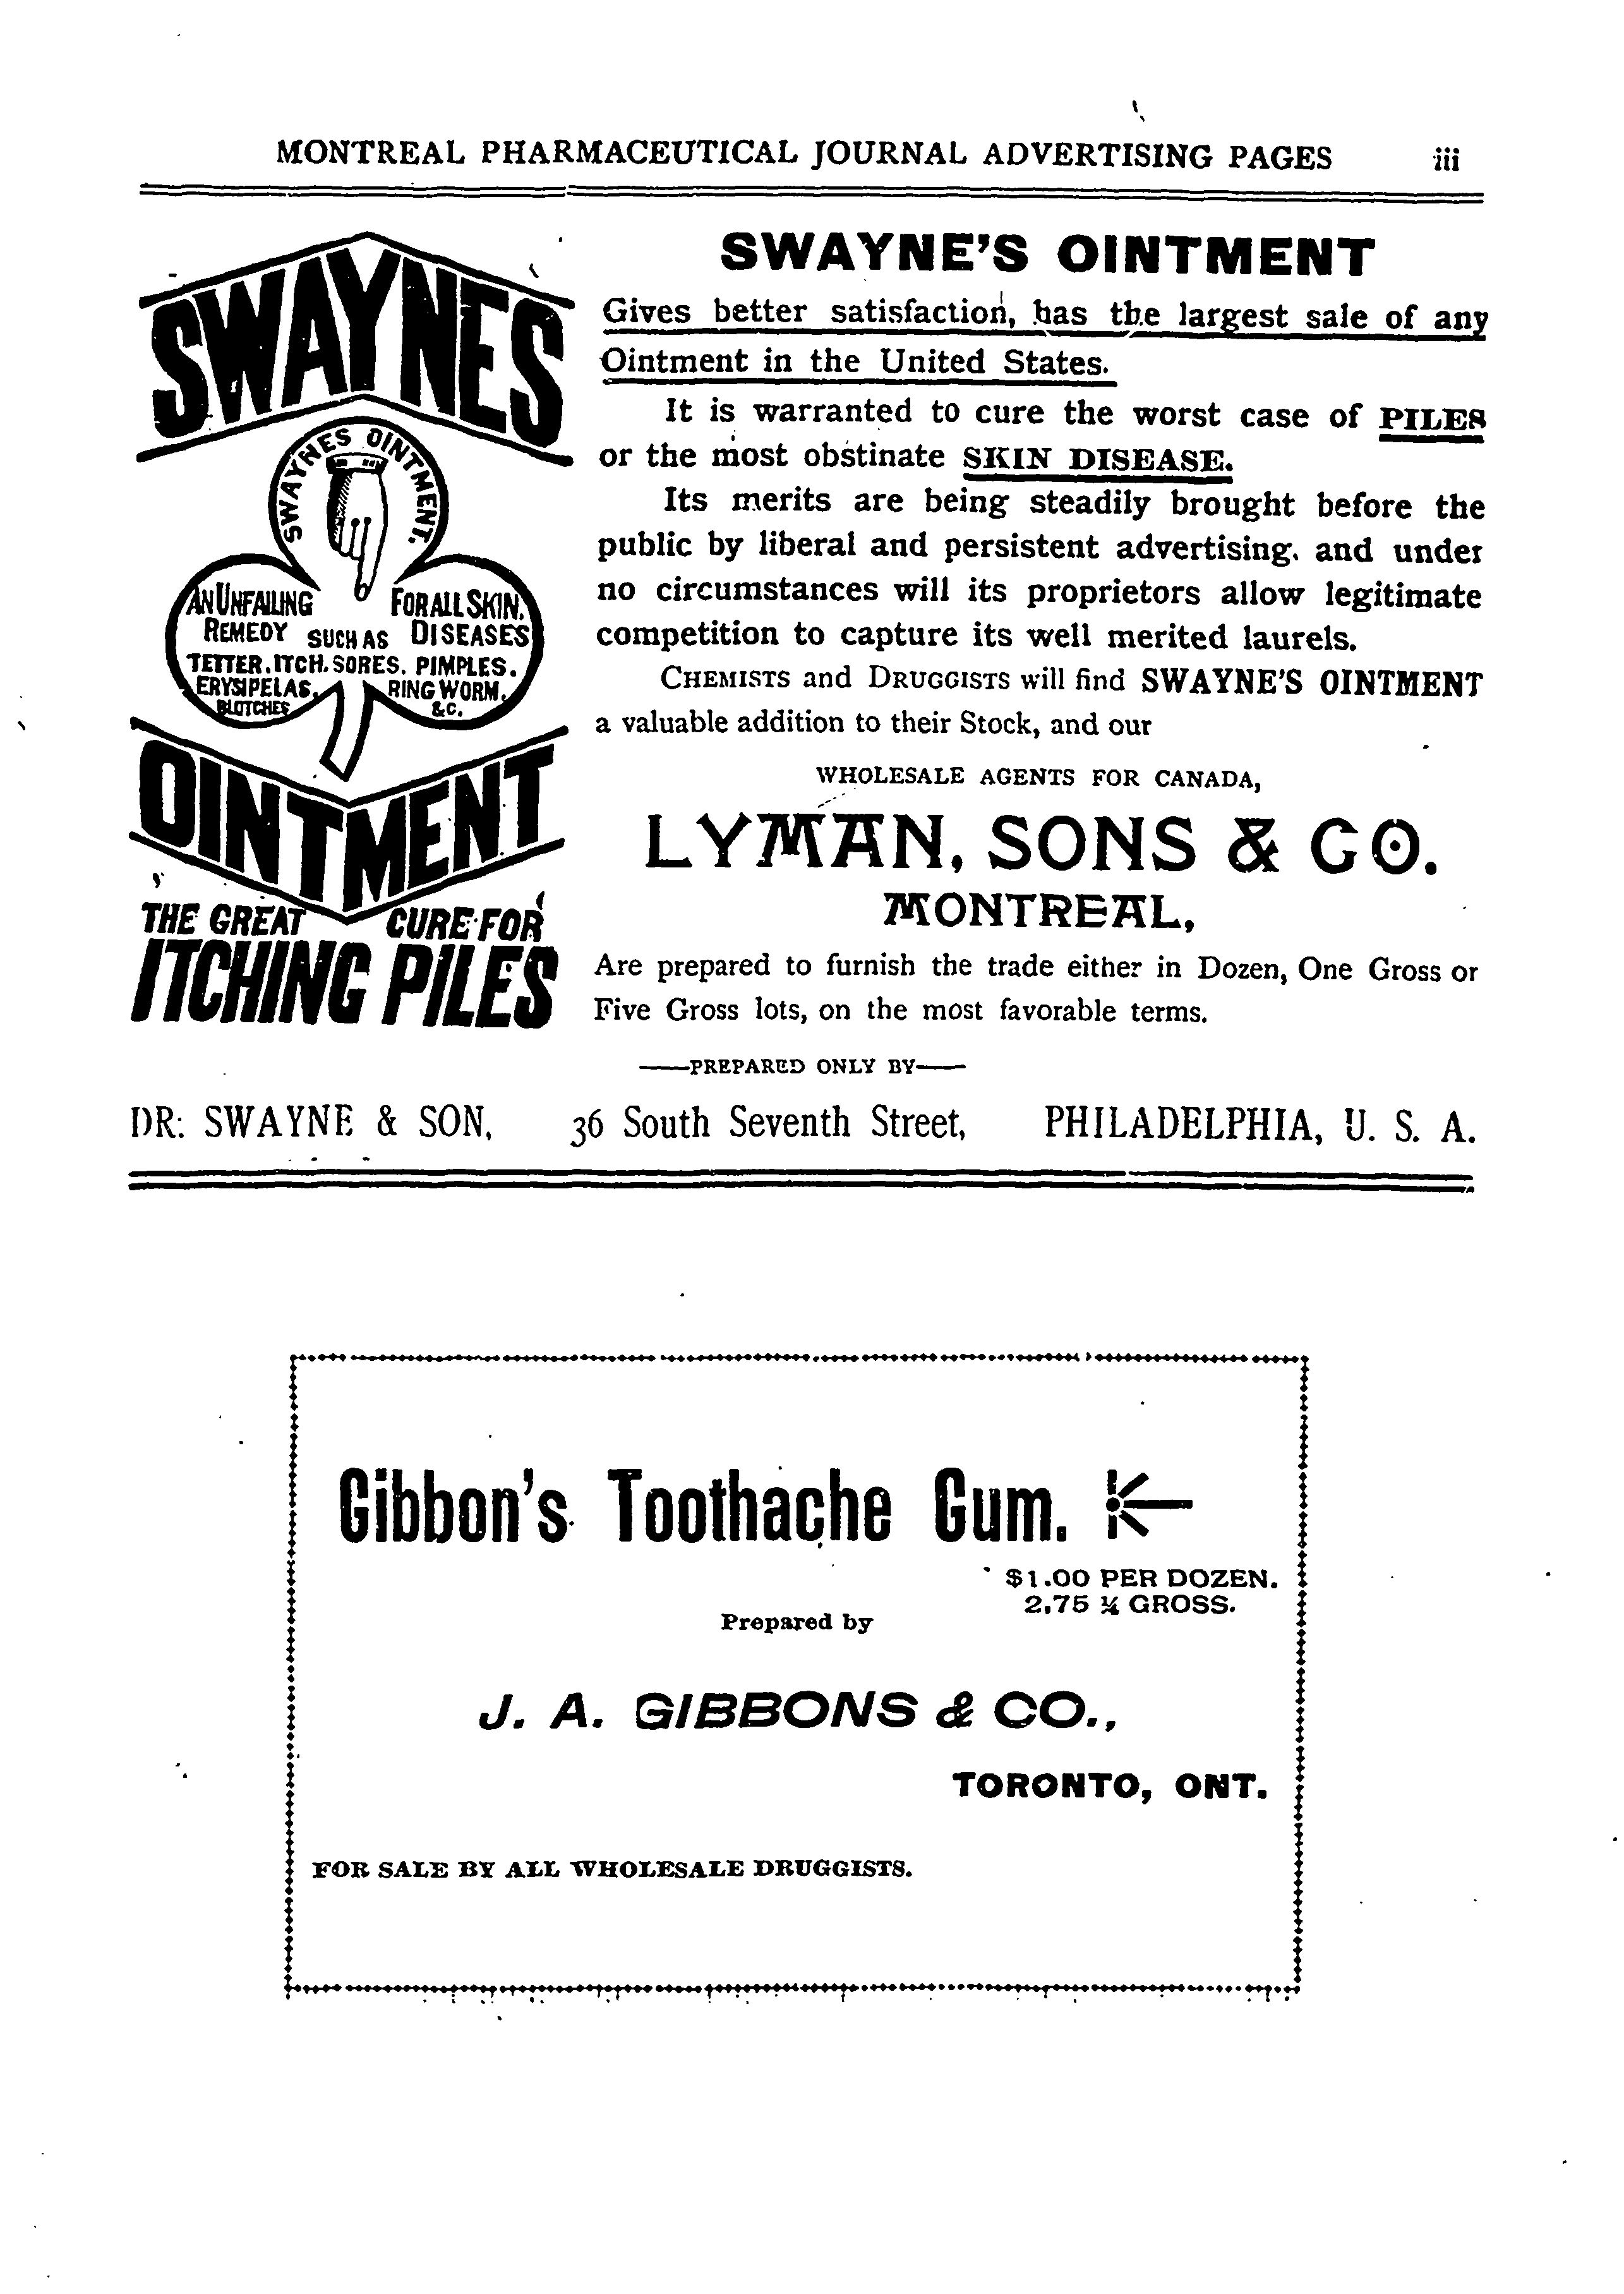 MONTREAL PHARMACEUTICAL JOURNAL ADVERTISING PAGES iii
SWAYNES
SWAYNES OINTMENT.
AN UNFAILING FOR ALL SKIN,
REMEDY SUCH AS DISEASES
TETTER. ITCH. SORES. PIMPLES.
ERYSIPELAS. RING WORM,
BLOTCHES &C.
OINTMENT
THE GREAT CURE FOR
ITCHING PILES
SWAYNE'S OINTMENT
Gives better satisfaction, has the largest sale of any
Ointment in the United States.
It is warranted to cure the worst case of PILES
or the most obstinate SKIN DISEASE.
Its merits are being steadily brought before the
public by liberal and persistent advertising. and under
no circumstances will its proprietors allow legitimate
competition to capture its well merited laurels.
CHEMISTS and DRUGGISTS will find SWAYNE'S OINTMENT
a valuable addition to their Stock, and our
WHOLESALE AGENTS FOR CANADA,
LYMAN, SONS & CO.
MONTREAL,
Are prepared to furnish the trade either in Dozen, One Gross or
Five Gross lots, on the most favorable terms.
——PREPARED ONLY BY——
DR: SWAYNE & SON, 36 South Seventh Street, PHILADELPHIA, U. S. A.
Gibbon's Toothache Gum.
$1.00 PER DOZEN.
2,75 ¼ GROSS.
Prepared by
J. A. GIBBONS & CO.,
TORONTO, ONT.
FOR SALE BY ALL WHOLESALE DRUGGISTS.